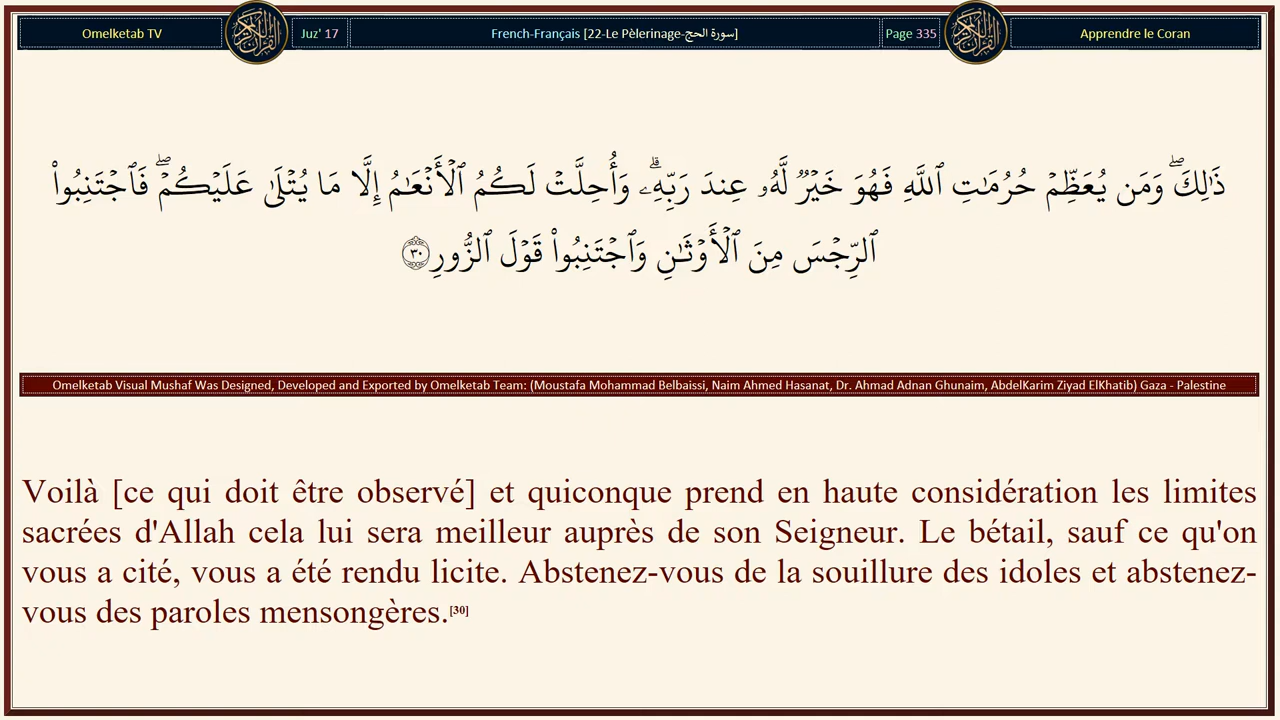 Omelketab TV
Juz' 17
French-Français [22-Le Pèlerinage-سورة الحج]
Page 335
Apprendre le Coran
ذَٰلِكَۖ وَمَن يُعَظِّمۡ حُرُمَٰتِ ٱللَّهِ فَهُوَ خَيۡرٞ لَّهُۥ عِندَ رَبِّهِۦۗ وَأُحِلَّتۡ لَكُمُ ٱلۡأَنۡعَٰمُ إِلَّا مَا يُتۡلَىٰ عَلَيۡكُمۡۖ فَٱجۡتَنِبُواْ
ٱلرِّجۡسَ مِنَ ٱلۡأَوۡثَٰنِ وَٱجۡتَنِبُواْ قَوۡلَ ٱلزُّورِ ٣٠
Omelketab Visual Mushaf Was Designed, Developed and Exported by Omelketab Team: (Moustafa Mohammad Belbaissi, Naim Ahmed Hasanat, Dr. Ahmad Adnan Ghunaim, AbdelKarim Ziyad ElKhatib) Gaza - Palestine
Voilà [ce qui doit être observé] et quiconque prend en haute considération les limites
sacrées d'Allah cela lui sera meilleur auprès de son Seigneur. Le bétail, sauf ce qu'on
vous a cité, vous a été rendu licite. Abstenez-vous de la souillure des idoles et abstenez-
vous des paroles mensongères.[30]